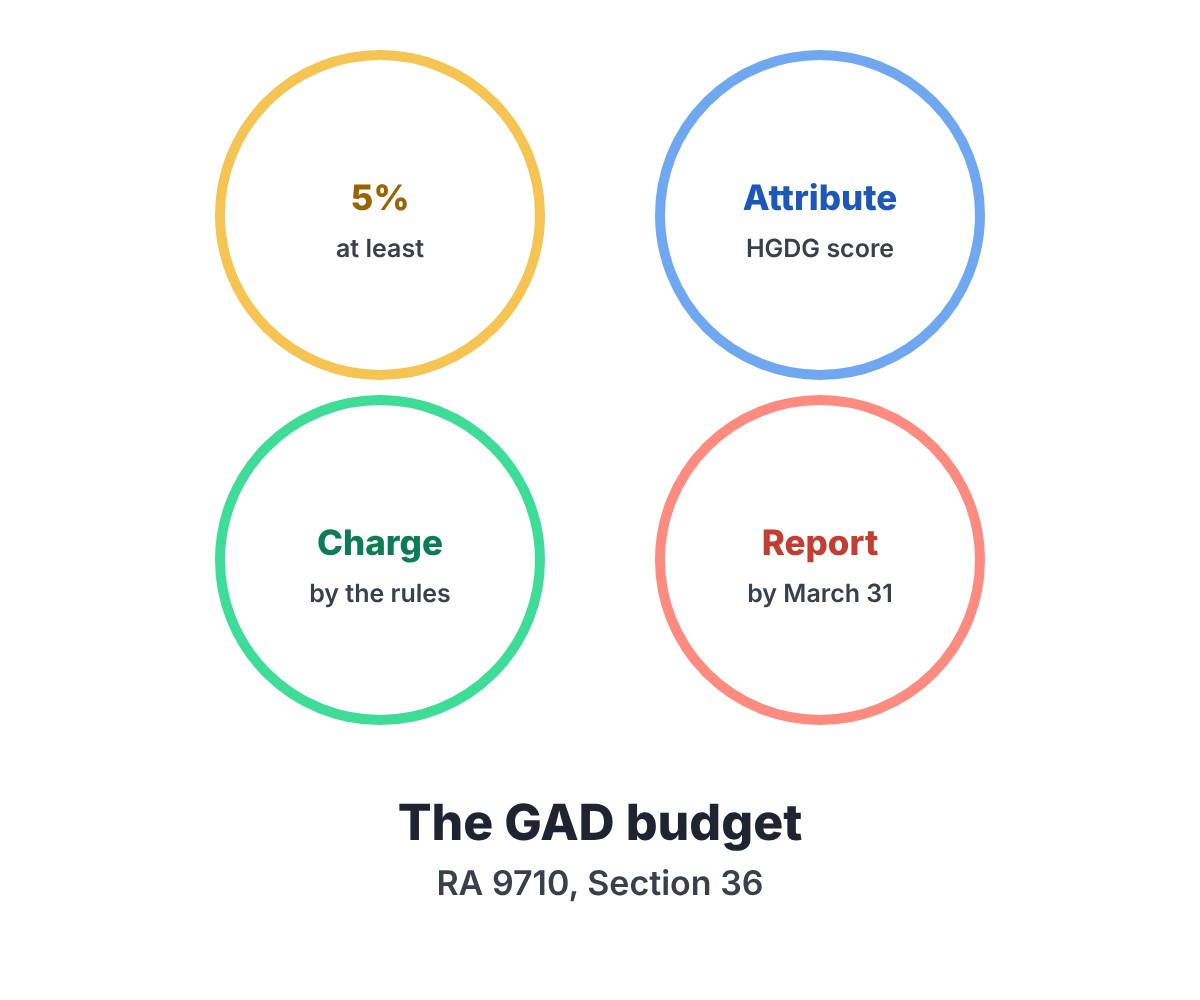 5%
at least
Attribute
HGDG score
Charge
by the rules
Report
by March 31
The GAD budget
RA 9710, Section 36